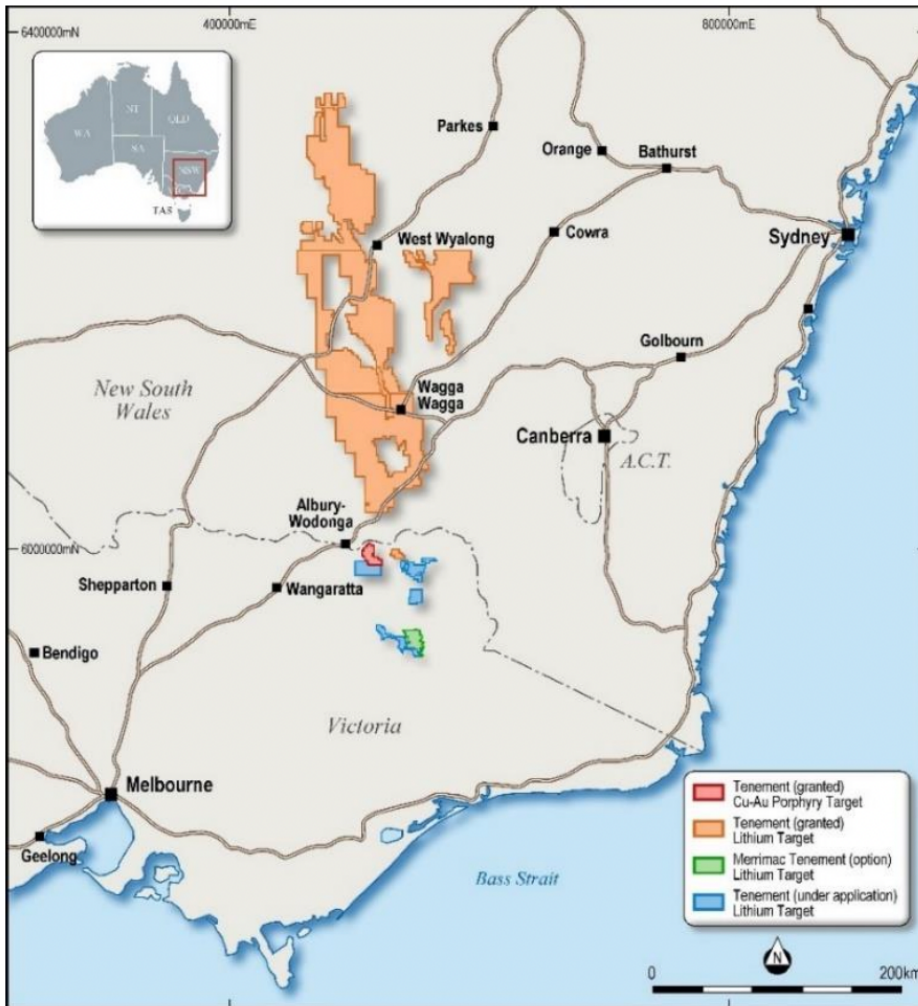 6400000mN
400000mE
800000mE
WA
NT
QLD
SA
NSW
TAS
Parkes
Orange
Bathurst
West Wyalong
Cowra
Sydney
Golbourn
New South
Wales
Wagga
Wagga
Canberra
A.C.T.
Albury-
Wodonga
6000000mN
Shepparton
Wangaratta
Bendigo
Victoria
Melbourne
Geelong
Bass Strait
Tenement (granted)
Cu-Au Porphyry Target
Tenement (granted)
Lithium Target
Merrimac Tenement (option)
Lithium Target
Tenement (under application)
Lithium Target
N
0
200km